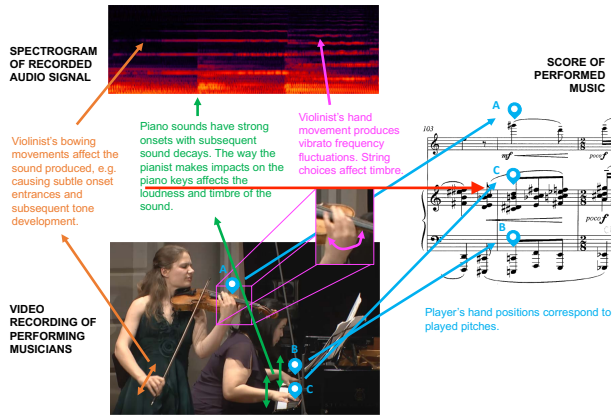 SPECTROGRAM
OF RECORDED
AUDIO SIGNAL
SCORE OF
PERFORMED
MUSIC
Violinist's bowing
movements affect the
sound produced, e.g.
causing subtle onset
entrances and
subsequent tone
development.
Piano sounds have strong
onsets with subsequent
sound decays. The way the
pianist makes impacts on the
piano keys affects the
loudness and timbre of the
sound.
Violinist's hand
movement produces
vibrato frequency
fluctuations. String
choices affect timbre.
A
103
mf
poco f
C
poco f
B
A
B
C
VIDEO
RECORDING OF
PERFORMING
MUSICIANS
Player's hand positions correspond to
played pitches.